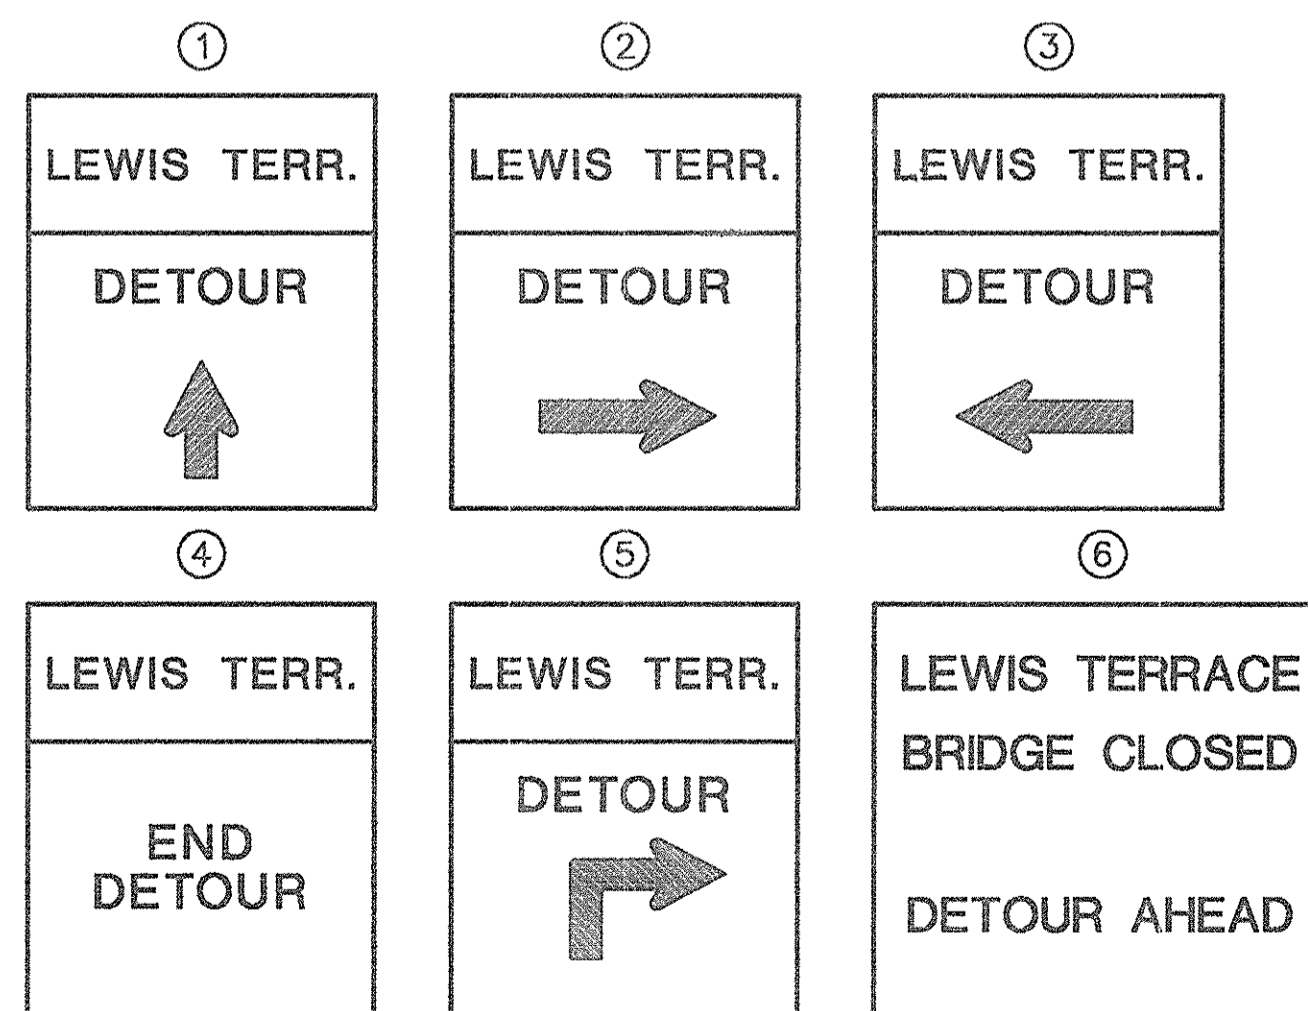 1
LEWIS TERR.
DETOUR
2
LEWIS TERR.
DETOUR
3
LEWIS TERR.
DETOUR
4
LEWIS TERR.
END
DETOUR
5
LEWIS TERR.
DETOUR
6
LEWIS TERRACE
BRIDGE CLOSED
DETOUR AHEAD